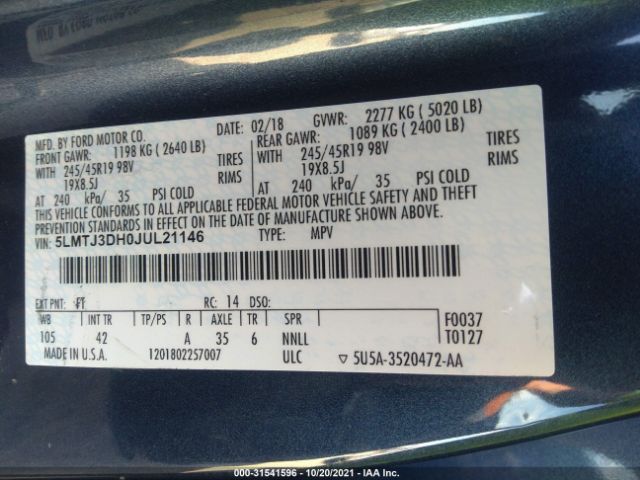 DATE: 02/18 GVWR: 2277 KG ( 5020 LB)
MFD. BY FORD MOTOR CO.
FRONT GAWR: 1198 KG ( 2640 LB)
WITH 245/45R19 98V TIRES
19X8.5J RIMS
AT 240 kPa/ 35 PSI COLD
REAR GAWR: 1089 KG ( 2400 LB)
WITH 245/45R19 98V TIRES
19X8.5J RIMS
AT 240 kPa/ 35 PSI COLD
THIS VEHICLE CONFORMS TO ALL APPLICABLE FEDERAL MOTOR VEHICLE SAFETY AND THEFT
PREVENTION STANDARDS IN EFFECT ON THE DATE OF MANUFACTURE SHOWN ABOVE.
VIN: 5LMTJ3DH0JUL21146 TYPE: MPV
EXT PNT: FT RC: 14 DSO:
WB INT TR TP/PS R AXLE TR SPR F0037
105 42 A 35 6 NNLL T0127
MADE IN U.S.A. 1201802257007 ULC 5U5A-3520472-AA
000-31541596 - 10/20/2021 - IAA Inc.